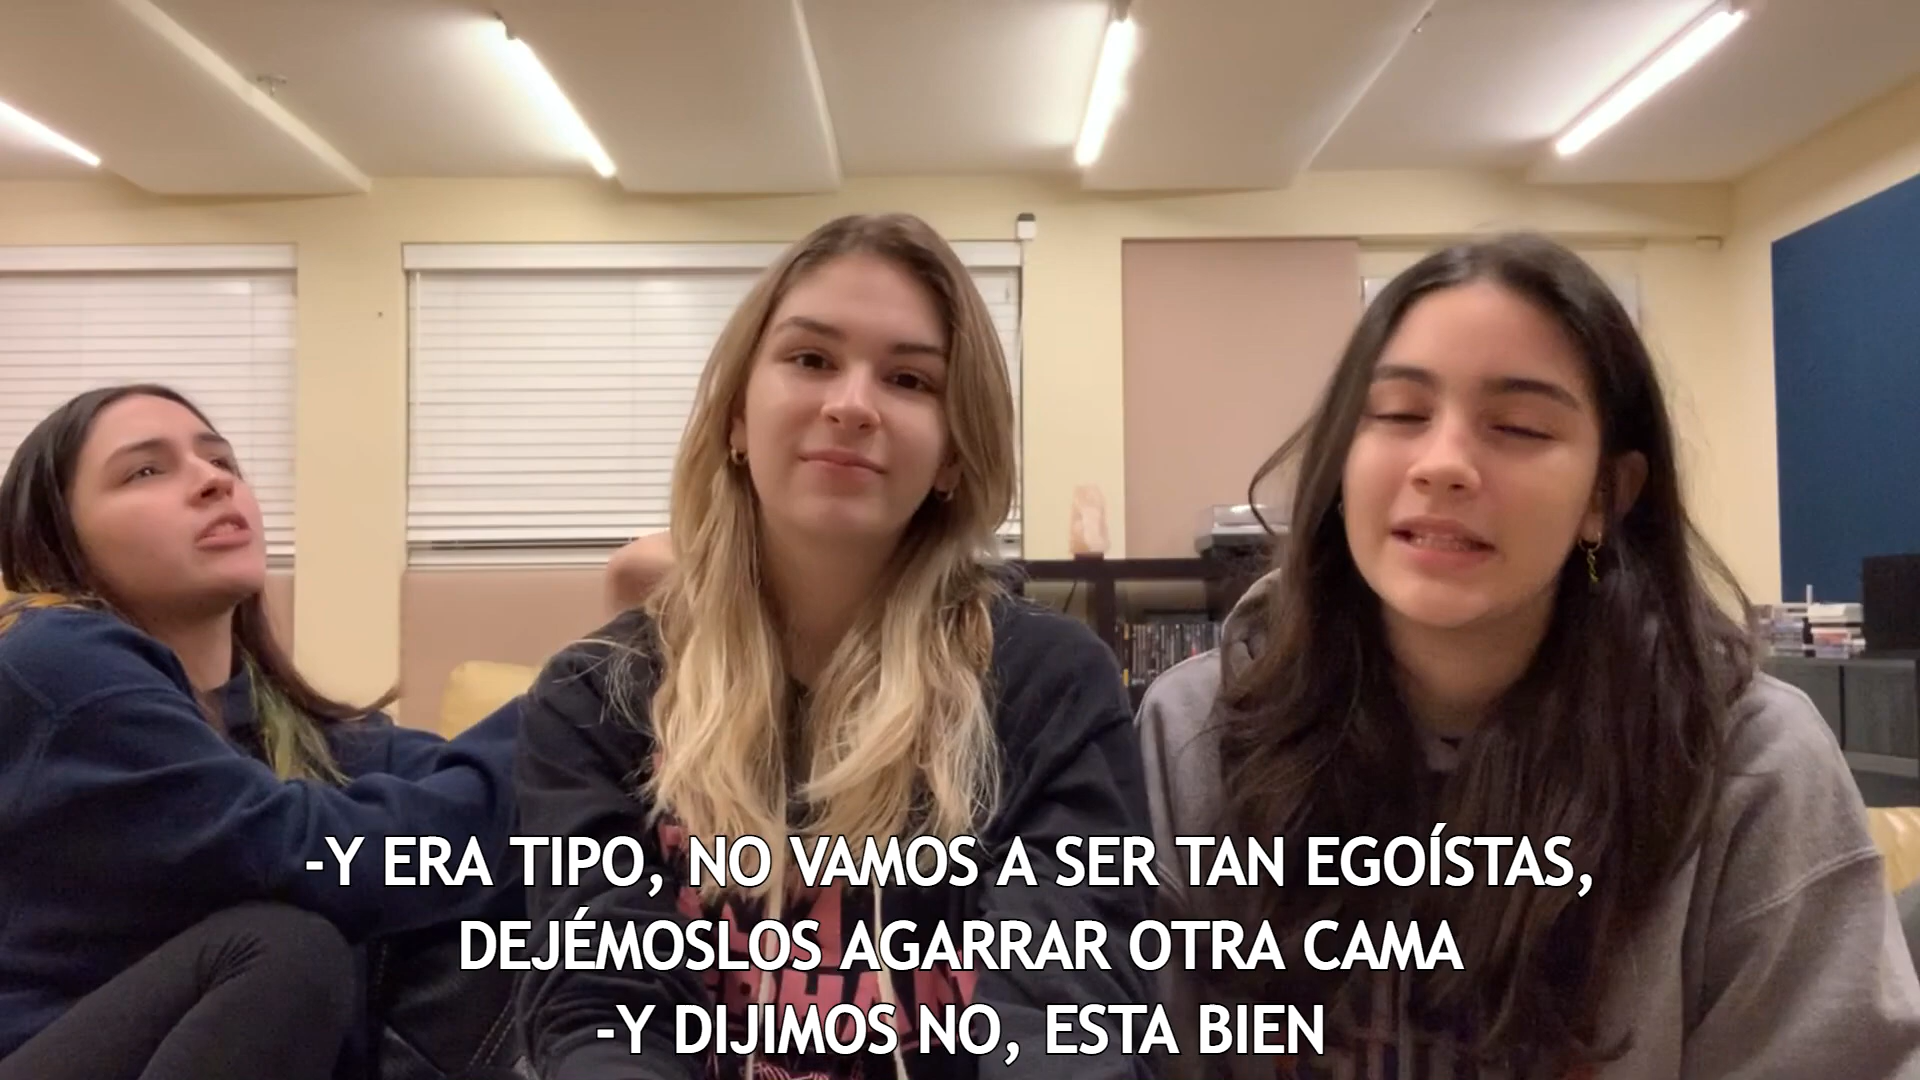 -Y ERA TIPO, NO VAMOS A SER TAN EGOÍSTAS,
DEJÉMOSLOS AGARRAR OTRA CAMA
-Y DIJIMOS NO, ESTA BIEN